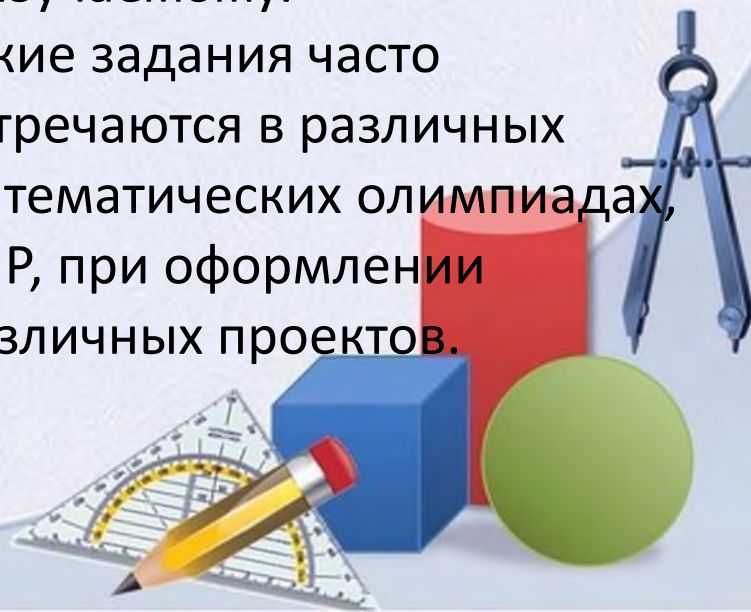 кие задания часто
тречаются в различных
тематических олимпиадах,
Р, при оформлении
зличных проектов.